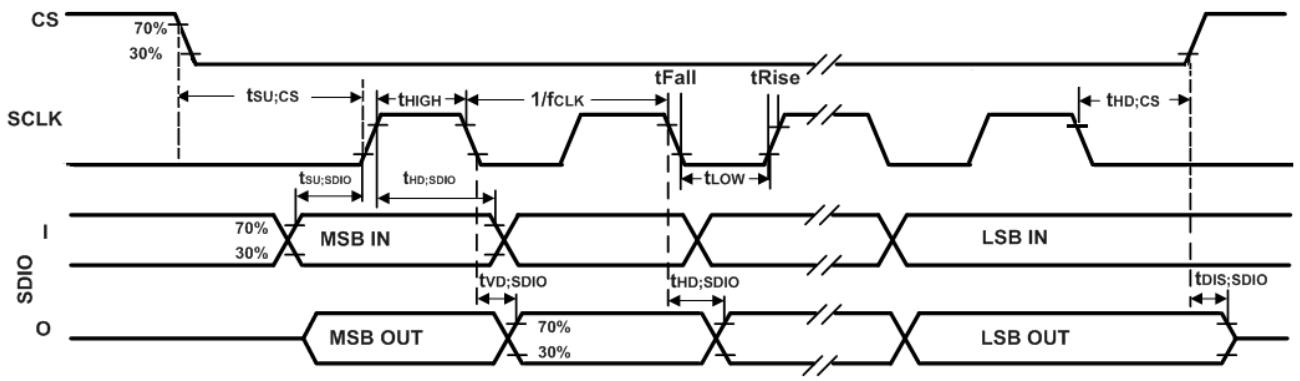 CS
70%
30%
tSU;CS
SCLK
tHIGH
1/fCLK
tFall
tRise
tLOW
tHD;CS
tSU;SDIO
tHD;SDIO
SDIO
I
70%
30%
MSB IN
LSB IN
tVD;SDIO
tHD;SDIO
tDIS;SDIO
O
MSB OUT
70%
30%
LSB OUT